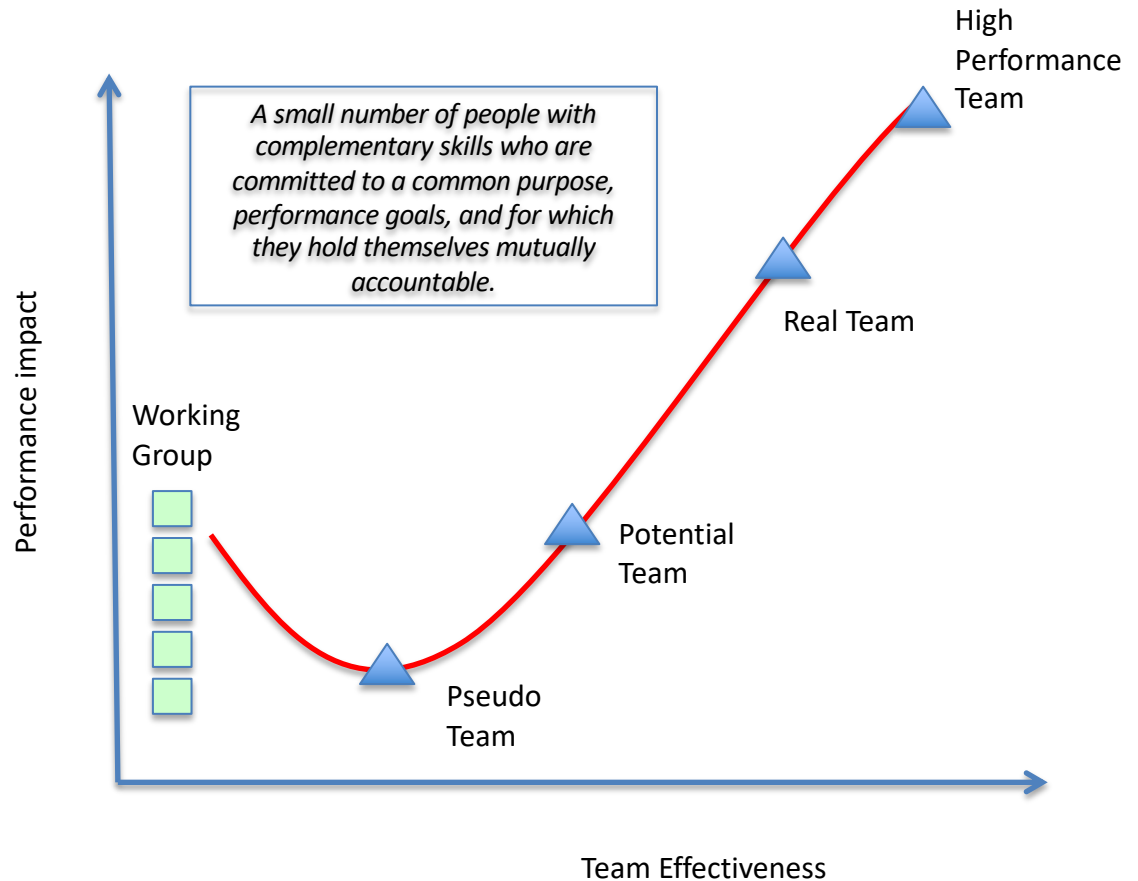 High
Performance
Team
A small number of people with
complementary skills who are
committed to a common purpose,
performance goals, and for which
they hold themselves mutually
accountable.
Real Team
Performance impact
Working
Group
Potential
Team
Pseudo
Team
Team Effectiveness